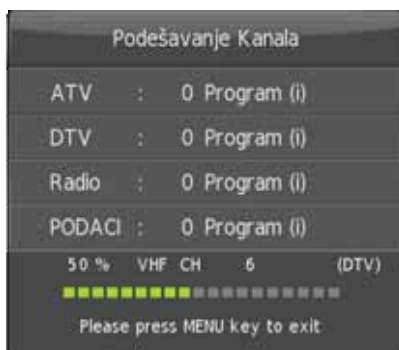 Podešavanje Kanala
ATV : 0 Program (i)
DTV : 0 Program (i)
Radio : 0 Program (i)
PODACI : 0 Program (i)
50 % VHF CH 6 (DTV)
Please press MENU key to exit